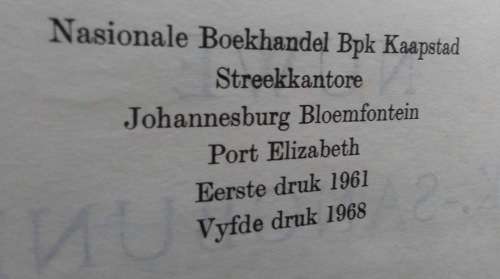 Nasionale Boekhandel Bpk Kaapstad
Streekkantore
Johannesburg Bloemfontein
Port Elizabeth
Eerste druk 1961
Vyfde druk 1968